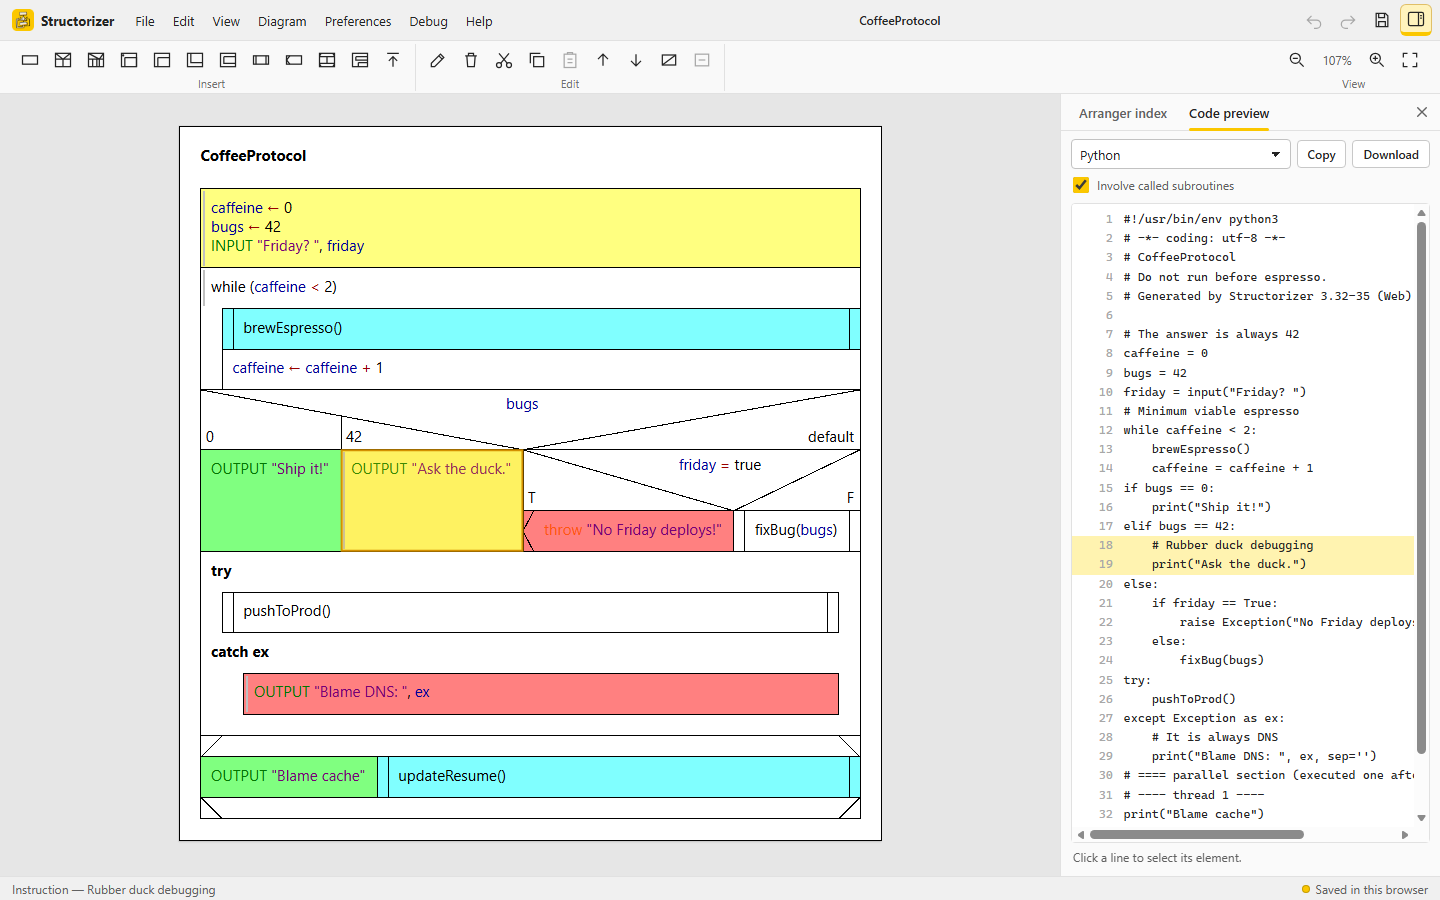 Structorizer File Edit View Diagram Preferences Debug Help CoffeeProtocol
107%
Insert Edit View
CoffeeProtocol
caffeine ← 0
bugs ← 42
INPUT "Friday? ", friday
while (caffeine < 2)
brewEspresso()
caffeine ← caffeine + 1
bugs
0 42 default
OUTPUT "Ship it!" OUTPUT "Ask the duck." friday = true
T F
throw "No Friday deploys!" fixBug(bugs)
try
pushToProd()
catch ex
OUTPUT "Blame DNS: ", ex
OUTPUT "Blame cache" updateResume()
Arranger index Code preview
Python Copy Download
Involve called subroutines
1 #!/usr/bin/env python3
2 # -*- coding: utf-8 -*-
3 # CoffeeProtocol
4 # Do not run before espresso.
5 # Generated by Structorizer 3.32-35 (Web)
6
7 # The answer is always 42
8 caffeine = 0
9 bugs = 42
10 friday = input("Friday? ")
11 # Minimum viable espresso
12 while caffeine < 2:
13 brewEspresso()
14 caffeine = caffeine + 1
15 if bugs == 0:
16 print("Ship it!")
17 elif bugs == 42:
18 # Rubber duck debugging
19 print("Ask the duck.")
20 else:
21 if friday == True:
22 raise Exception("No Friday deploys
23 else:
24 fixBug(bugs)
25 try:
26 pushToProd()
27 except Exception as ex:
28 # It is always DNS
29 print("Blame DNS: ", ex, sep='')
30 # ==== parallel section (executed one afte
31 # ---- thread 1 ----
32 print("Blame cache")
Click a line to select its element.
Instruction — Rubber duck debugging Saved in this browser